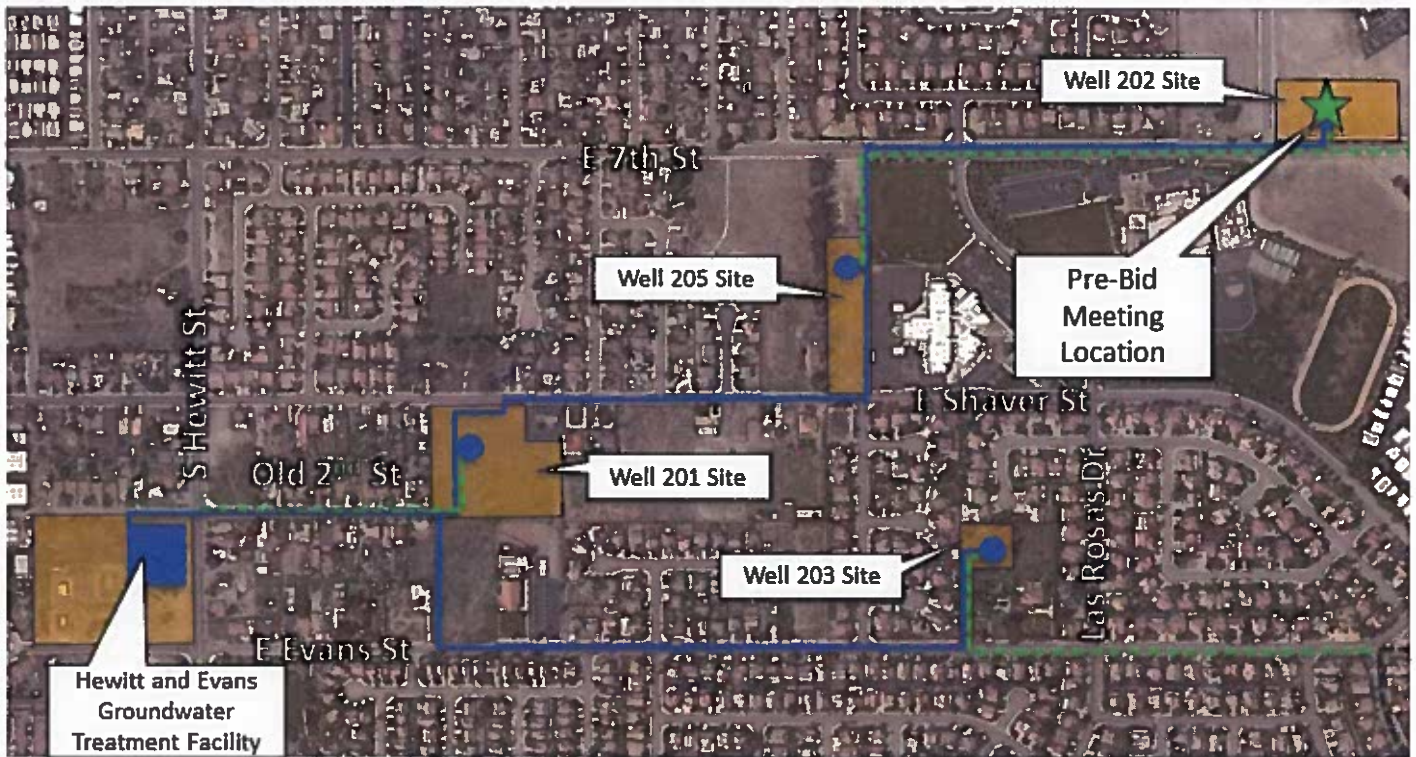 Well 202 Site
E 7th St
Well 205 Site
Pre-Bid
Meeting
Location
S Hewitt St
E Shaver St
Old 2nd St
Well 201 Site
Las Rosas Dr
Well 203 Site
E Evans St
Hewitt and Evans
Groundwater
Treatment Facility